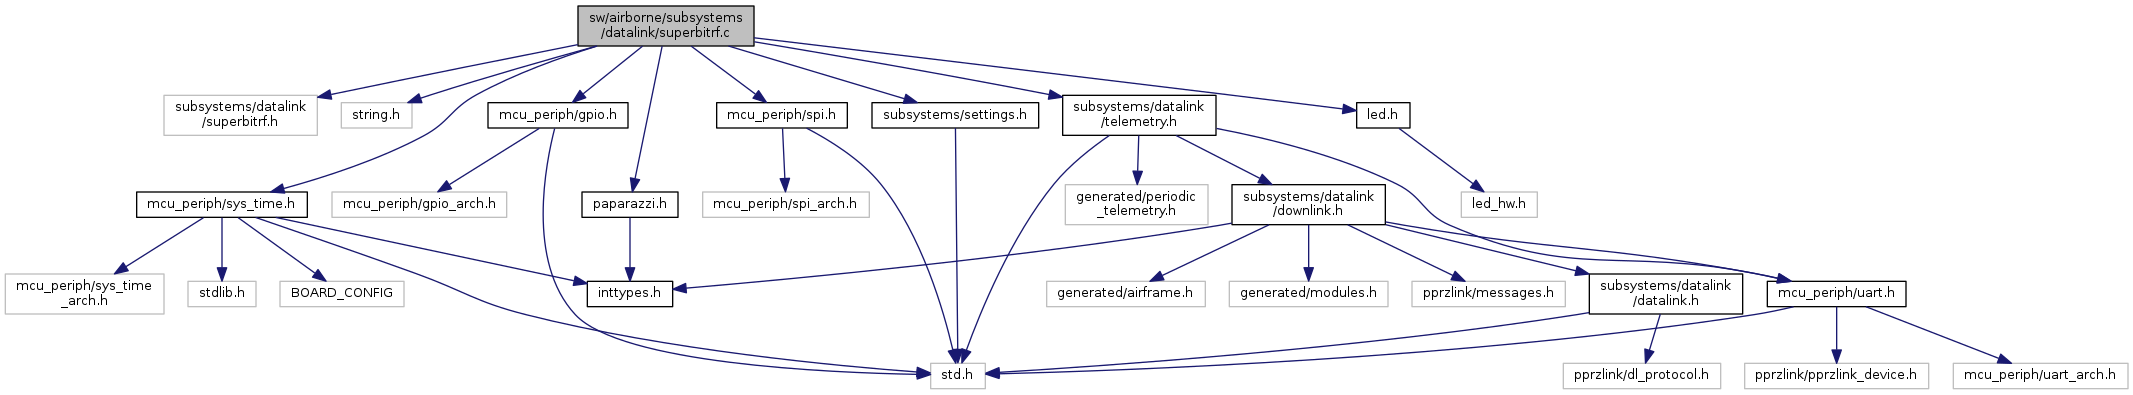 sw/airborne/subsystems
/datalink/superbitrf.c
subsystems/datalink
/superbitrf.h
string.h
mcu_periph/gpio.h
mcu_periph/spi.h
subsystems/settings.h
subsystems/datalink
/telemetry.h
led.h
mcu_periph/sys_time.h
mcu_periph/gpio_arch.h
paparazzi.h
mcu_periph/spi_arch.h
generated/periodic
_telemetry.h
subsystems/datalink
/downlink.h
led_hw.h
mcu_periph/sys_time
_arch.h
stdlib.h
BOARD_CONFIG
inttypes.h
generated/airframe.h
generated/modules.h
pprzlink/messages.h
subsystems/datalink
/datalink.h
mcu_periph/uart.h
std.h
pprzlink/dl_protocol.h
pprzlink/pprzlink_device.h
mcu_periph/uart_arch.h